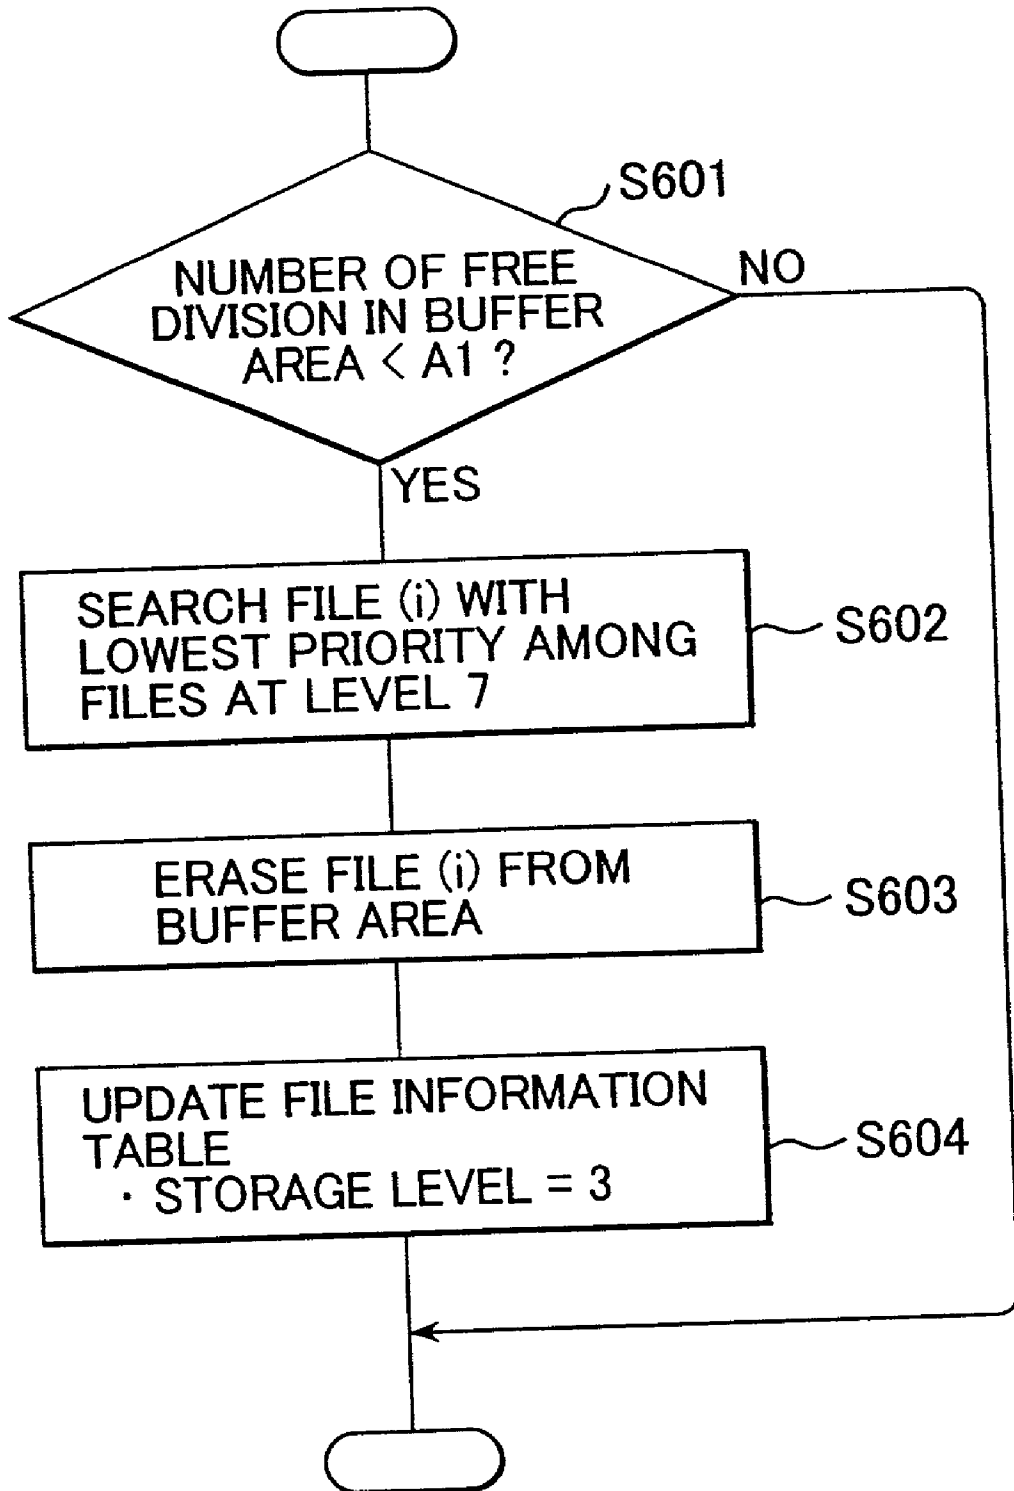 S601
NUMBER OF FREE
DIVISION IN BUFFER
AREA < A1 ?
NO
YES
SEARCH FILE (i) WITH
LOWEST PRIORITY AMONG
FILES AT LEVEL 7
S602
ERASE FILE (i) FROM
BUFFER AREA
S603
UPDATE FILE INFORMATION
TABLE
· STORAGE LEVEL = 3
S604